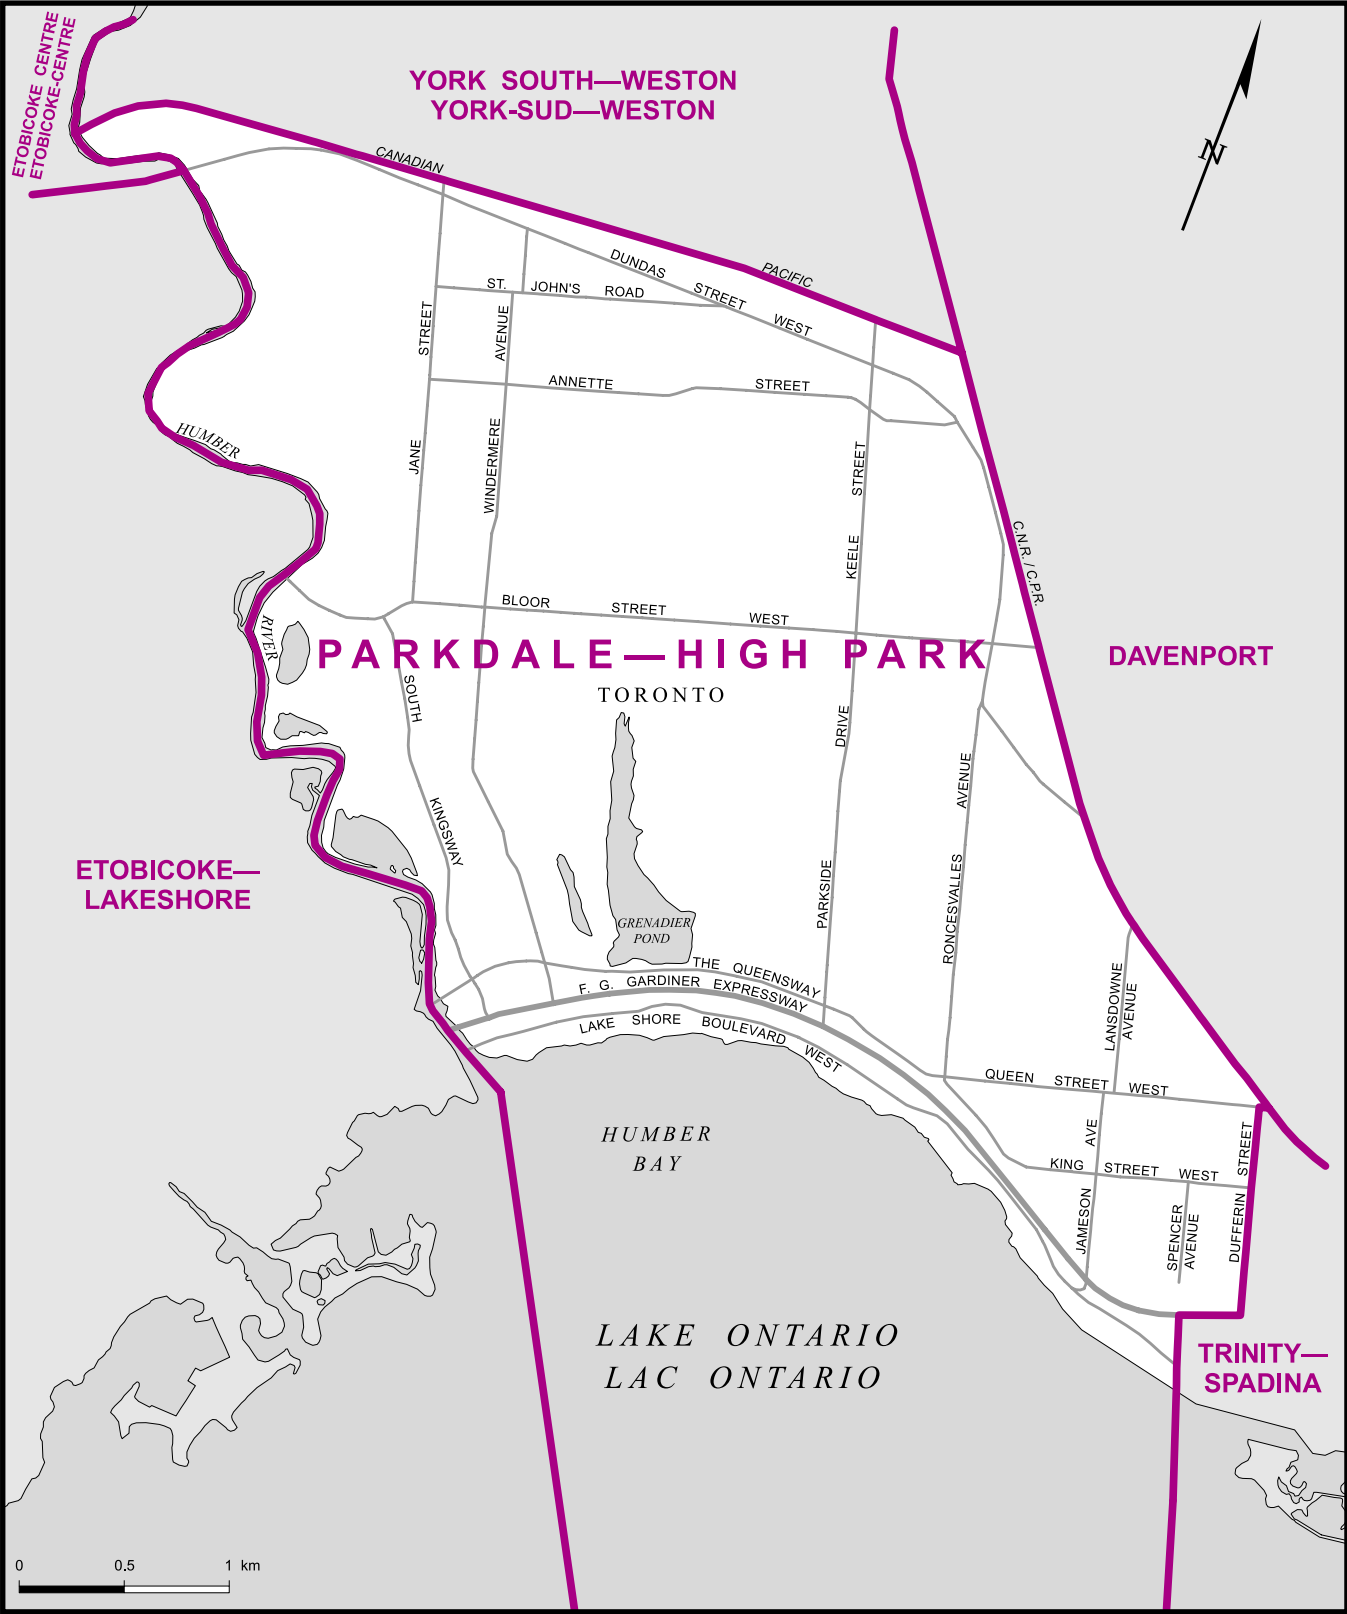 ETOBICOKE CENTRE
ETOBICOKE-CENTRE
YORK SOUTH—WESTON
YORK-SUD—WESTON
N
CANADIAN
PACIFIC
DUNDAS
STREET
WEST
ST. JOHN'S ROAD
STREET
AVENUE
ANNETTE STREET
HUMBER
JANE
WINDERMERE
STREET
KEELE
C.N.R. / C.P.R.
BLOOR STREET WEST
RIVER
PARKDALE—HIGH PARK
TORONTO
DAVENPORT
SOUTH
KINGSWAY
DRIVE
PARKSIDE
AVENUE
RONCESVALLES
ETOBICOKE—
LAKESHORE
GRENADIER
POND
THE QUEENSWAY
F. G. GARDINER EXPRESSWAY
LAKE SHORE BOULEVARD WEST
LANSDOWNE
AVENUE
QUEEN STREET WEST
HUMBER
BAY
AVE
JAMESON
KING STREET WEST
STREET
DUFFERIN
SPENCER
AVENUE
LAKE ONTARIO
LAC ONTARIO
TRINITY—
SPADINA
0 0.5 1 km